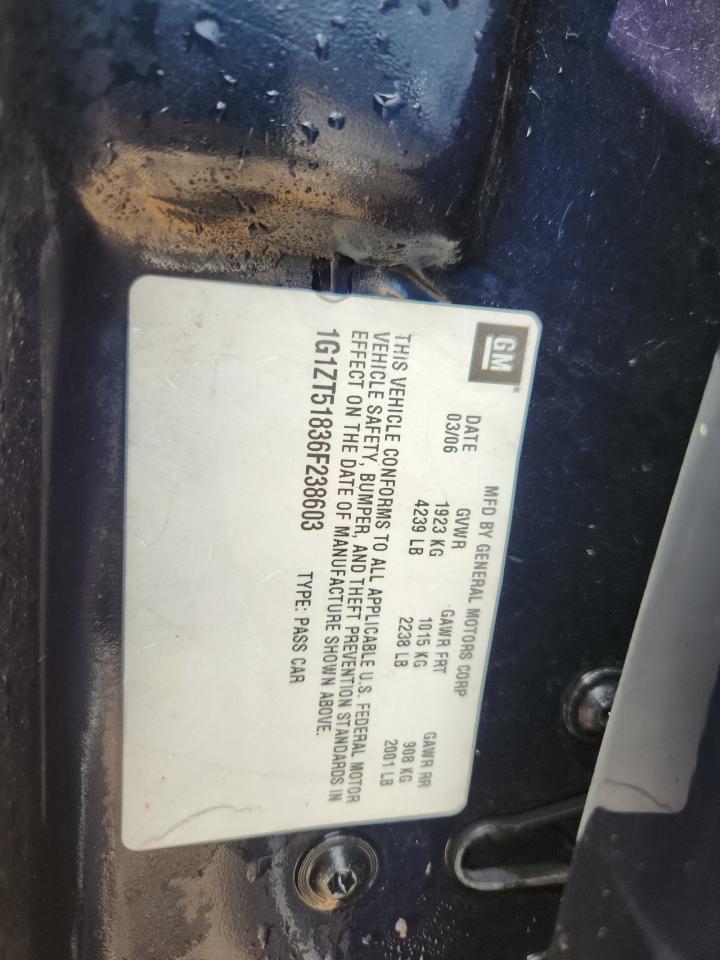 GM
MFD BY GENERAL MOTORS CORP
DATE GVWR GAWR FRT GAWR RR
03/06 1923 KG 1015 KG 908 KG
4239 LB 2238 LB 2001 LB
THIS VEHICLE CONFORMS TO ALL APPLICABLE U.S. FEDERAL MOTOR
VEHICLE SAFETY, BUMPER, AND THEFT PREVENTION STANDARDS IN
EFFECT ON THE DATE OF MANUFACTURE SHOWN ABOVE.
1G1ZT51836F238603 TYPE: PASS CAR